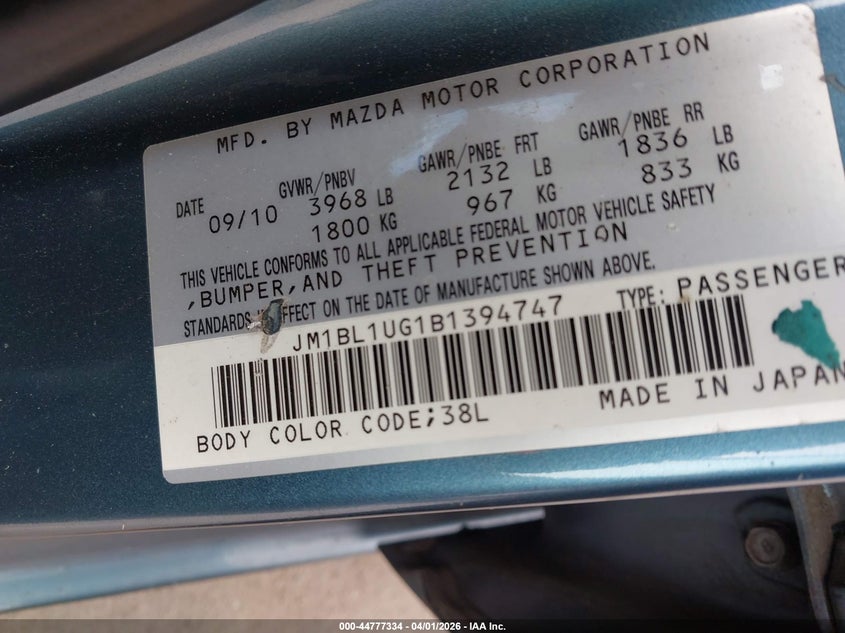 MFD. BY MAZDA MOTOR CORPORATION
DATE GVWR/PNBV GAWR/PNBE FRT GAWR/PNBE RR
09/10 3968 LB 2132 LB 1836 LB
1800 KG 967 KG 833 KG
THIS VEHICLE CONFORMS TO ALL APPLICABLE FEDERAL MOTOR VEHICLE SAFETY
,BUMPER,AND THEFT PREVENTION
STANDARDS EFFECT ON THE DATE OF MANUFACTURE SHOWN ABOVE.
JM1BL1UG1B1394747 TYPE: PASSENGER
BODY COLOR CODE;38L MADE IN JAPAN
000-44777334 | 04/01/2026 - IAA Inc.